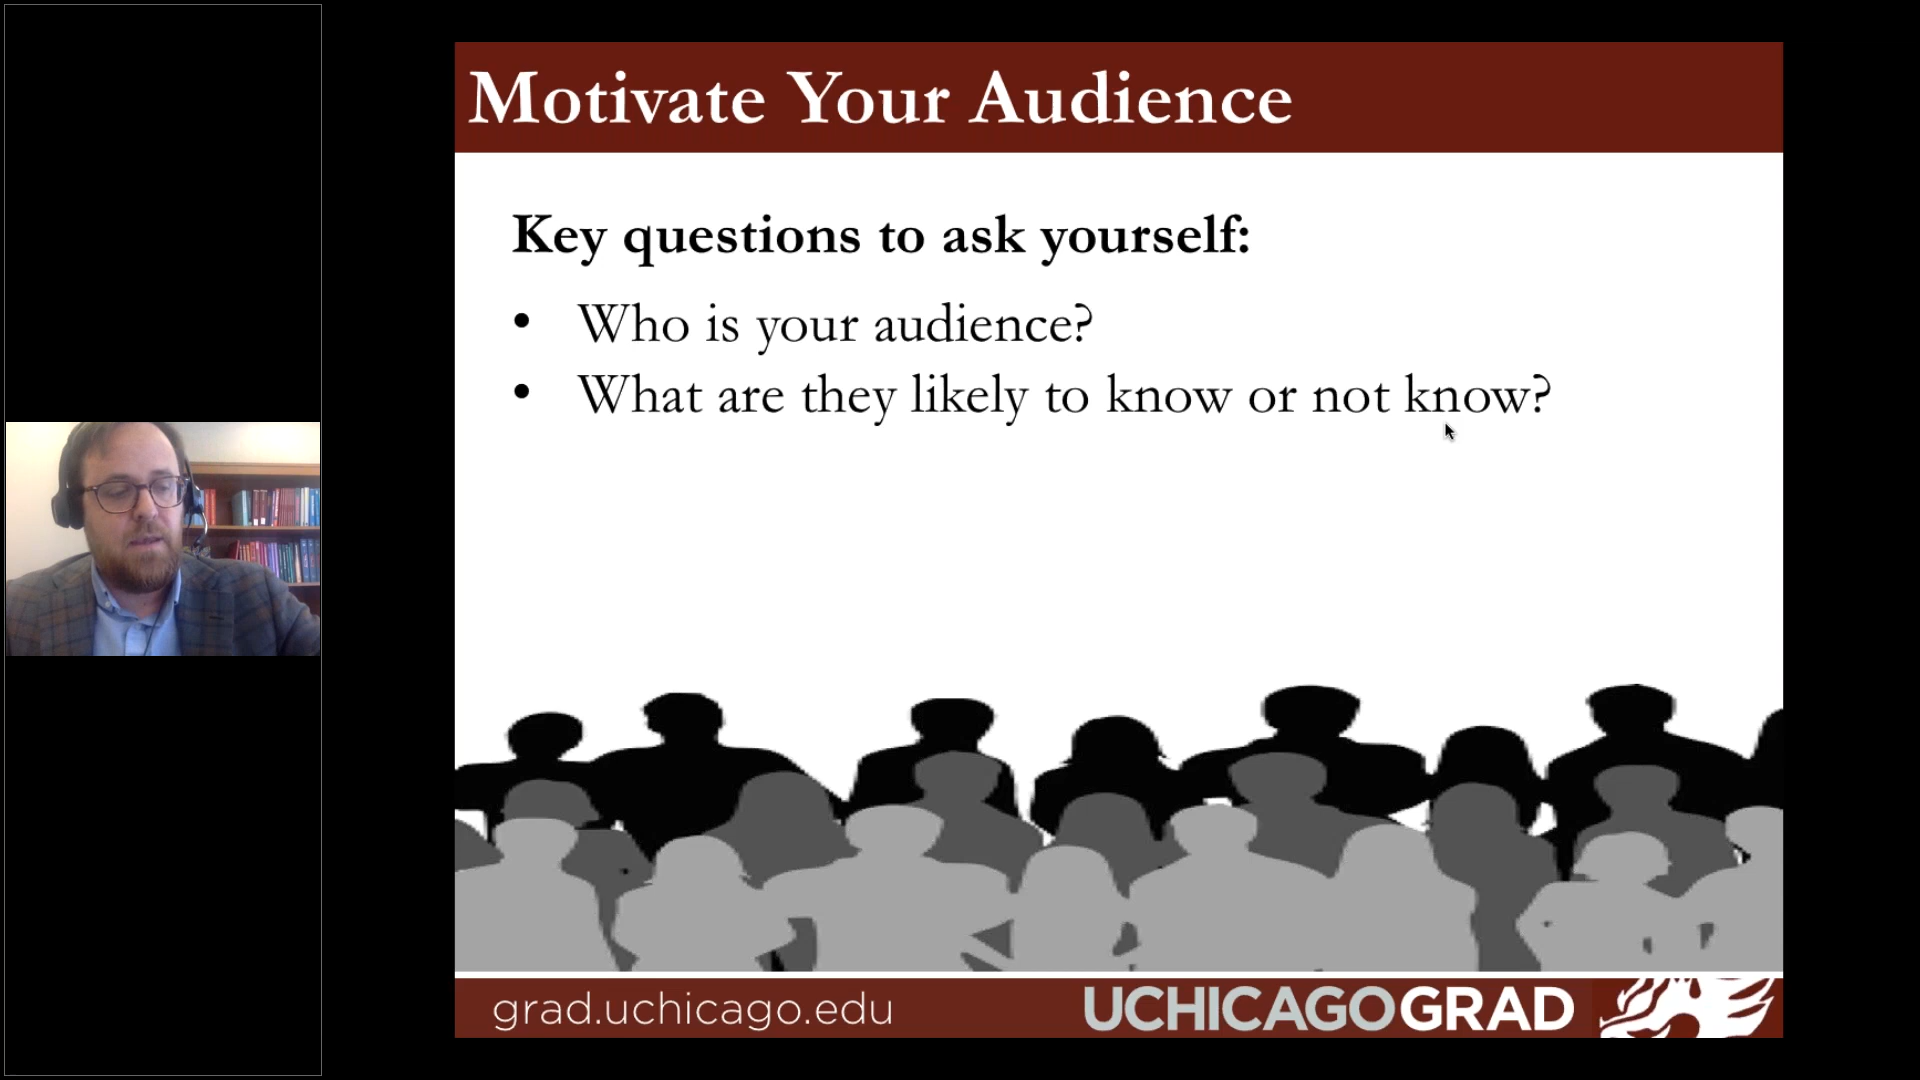 Motivate Your Audience
Key questions to ask yourself:
• Who is your audience?
• What are they likely to know or not know?
grad.uchicago.edu
UCHICAGOGRAD